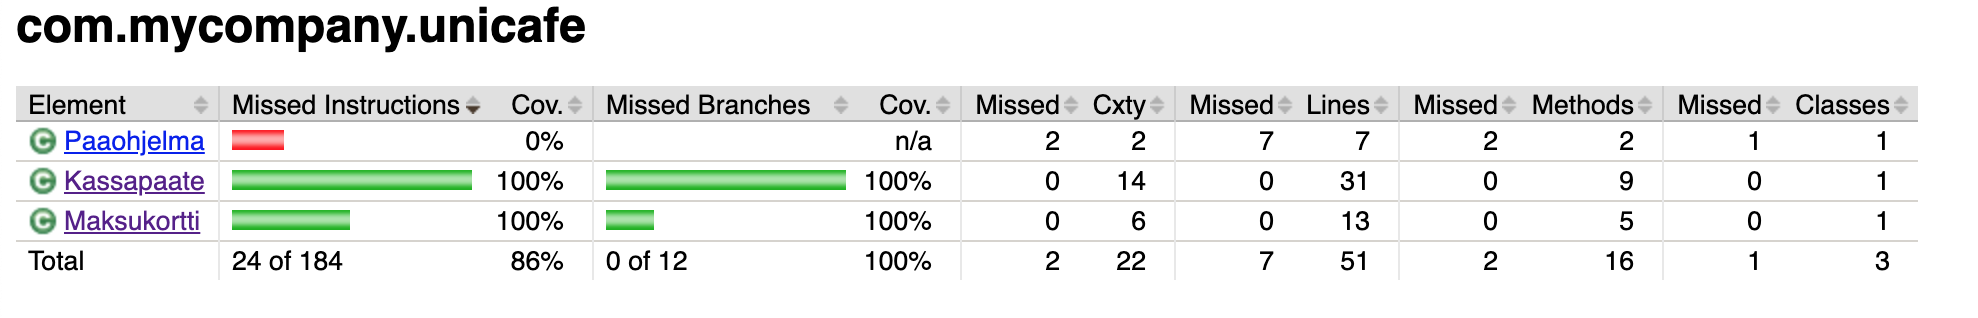 com.mycompany.unicafe
Element Missed Instructions Cov. Missed Branches Cov. Missed Cxty Missed Lines Missed Methods Missed Classes
C Paaohjelma 0% n/a 2 2 7 7 2 2 1 1
C Kassapaate 100% 100% 0 14 0 31 0 9 0 1
C Maksukortti 100% 100% 0 6 0 13 0 5 0 1
Total 24 of 184 86% 0 of 12 100% 2 22 7 51 2 16 1 3